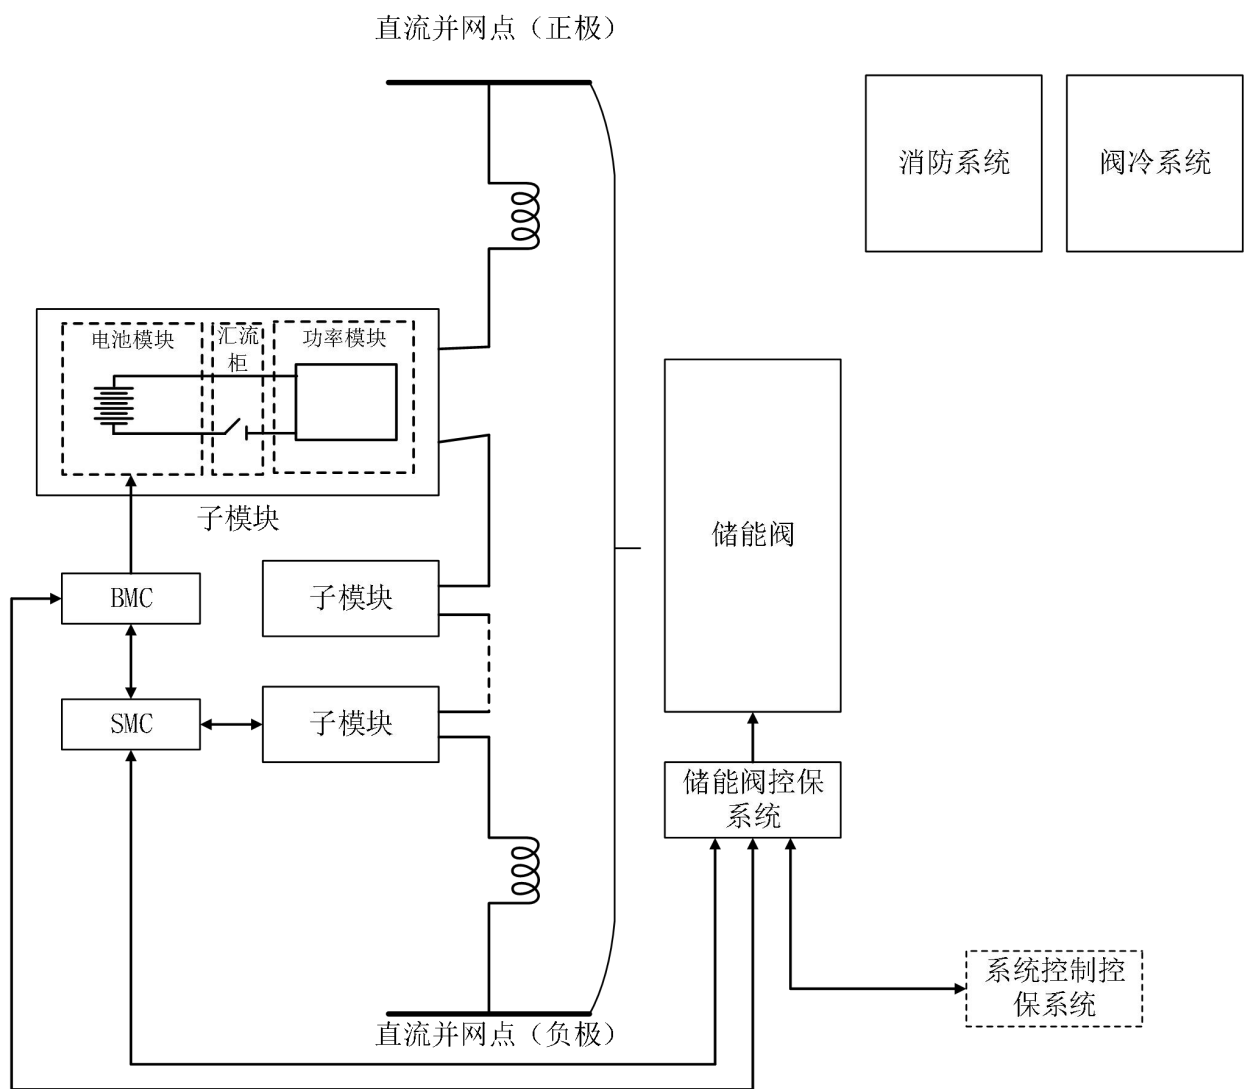 直流并网点（正极）
消防系统
阀冷系统
电池模块
汇流
柜
功率模块
子模块
储能阀
BMC
子模块
SMC
子模块
储能阀控保
系统
系统控制控
保系统
直流并网点（负极）